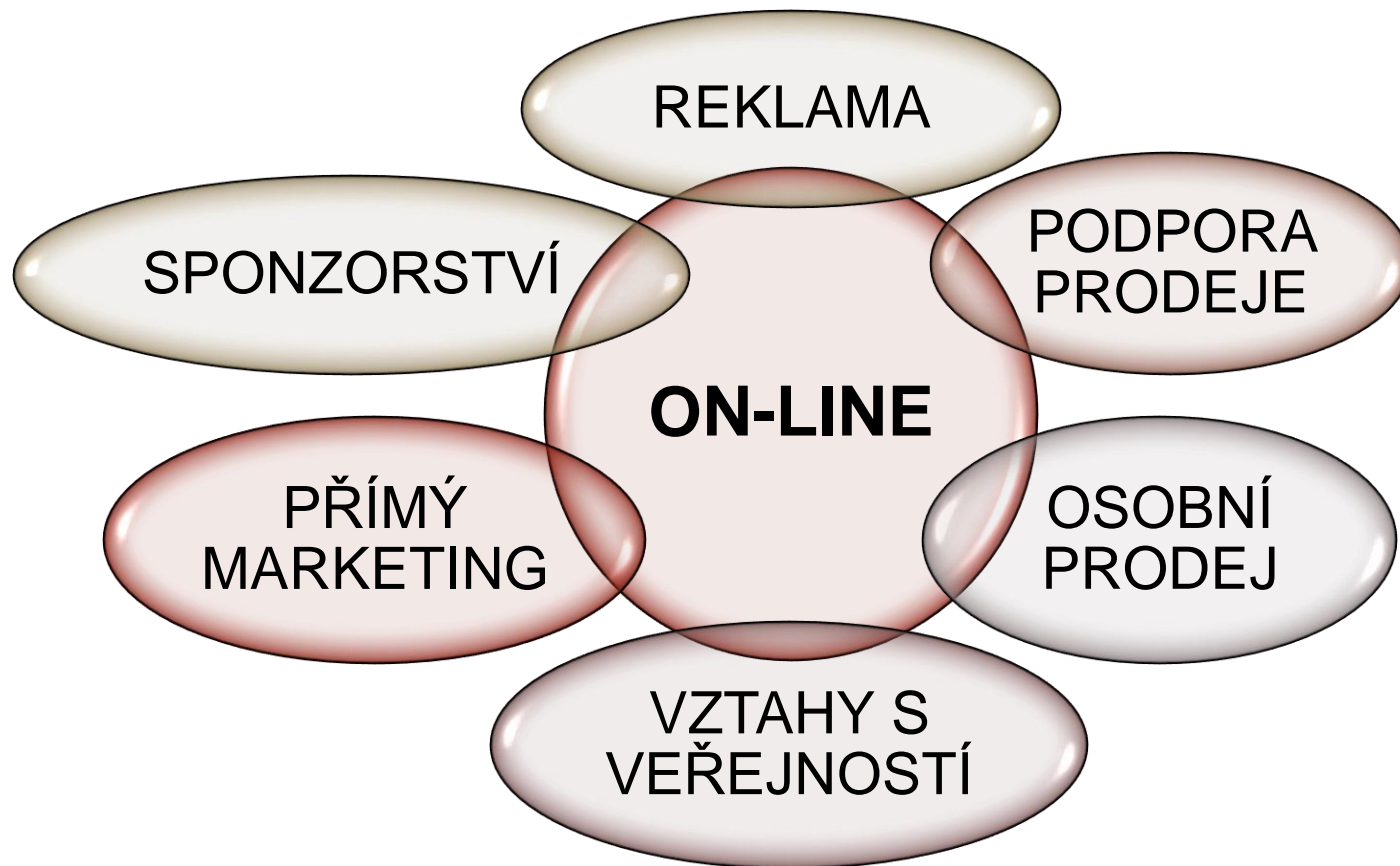 REKLAMA
PODPORA
PRODEJE
SPONZORSTVÍ
ON-LINE
PŘÍMÝ
MARKETING
OSOBNÍ
PRODEJ
VZTAHY S
VEŘEJNOSTÍ